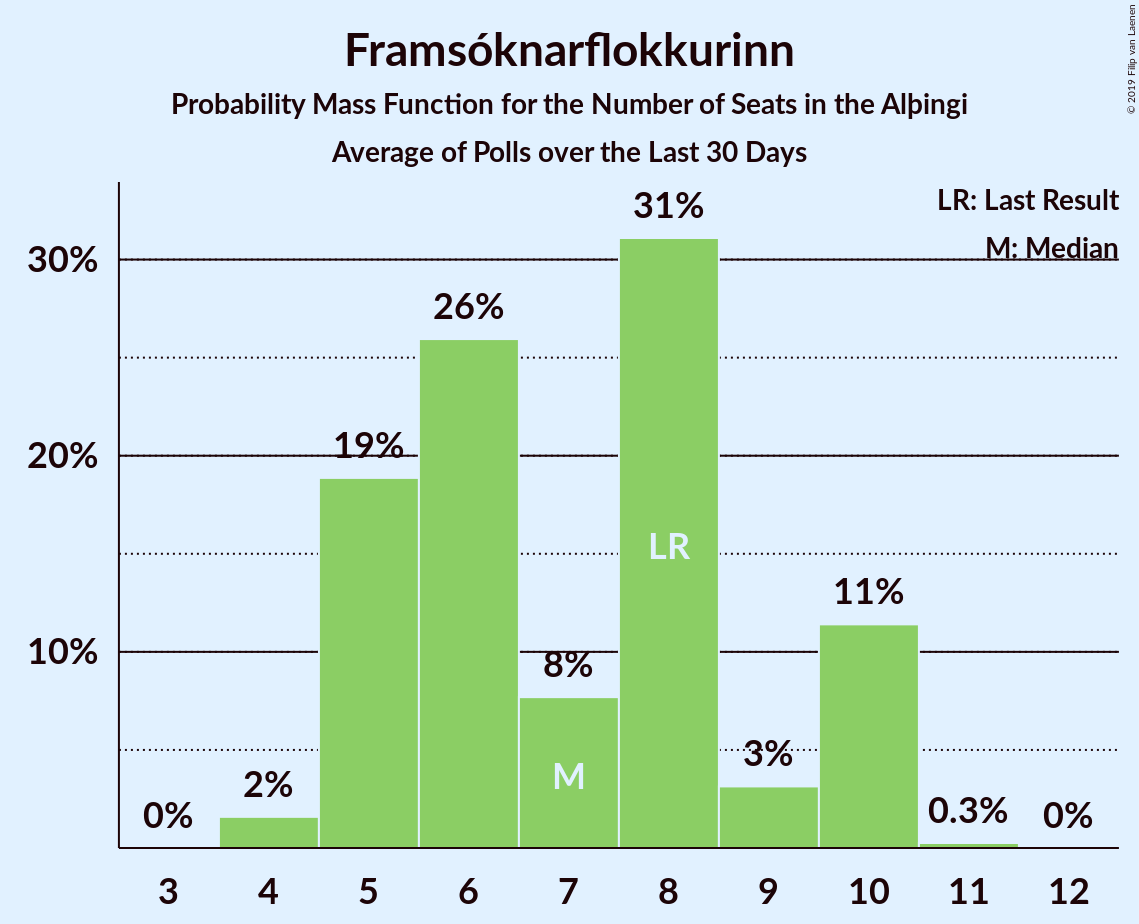 Framsóknarflokkurinn
Probability Mass Function for the Number of Seats in the Alþingi
Average of Polls over the Last 30 Days
© 2019 Filip van Laenen
LR: Last Result
M: Median
30%
20%
10%
0%
2%
19%
26%
8%
31%
3%
11%
0.3%
0%
LR
M
3 4 5 6 7 8 9 10 11 12